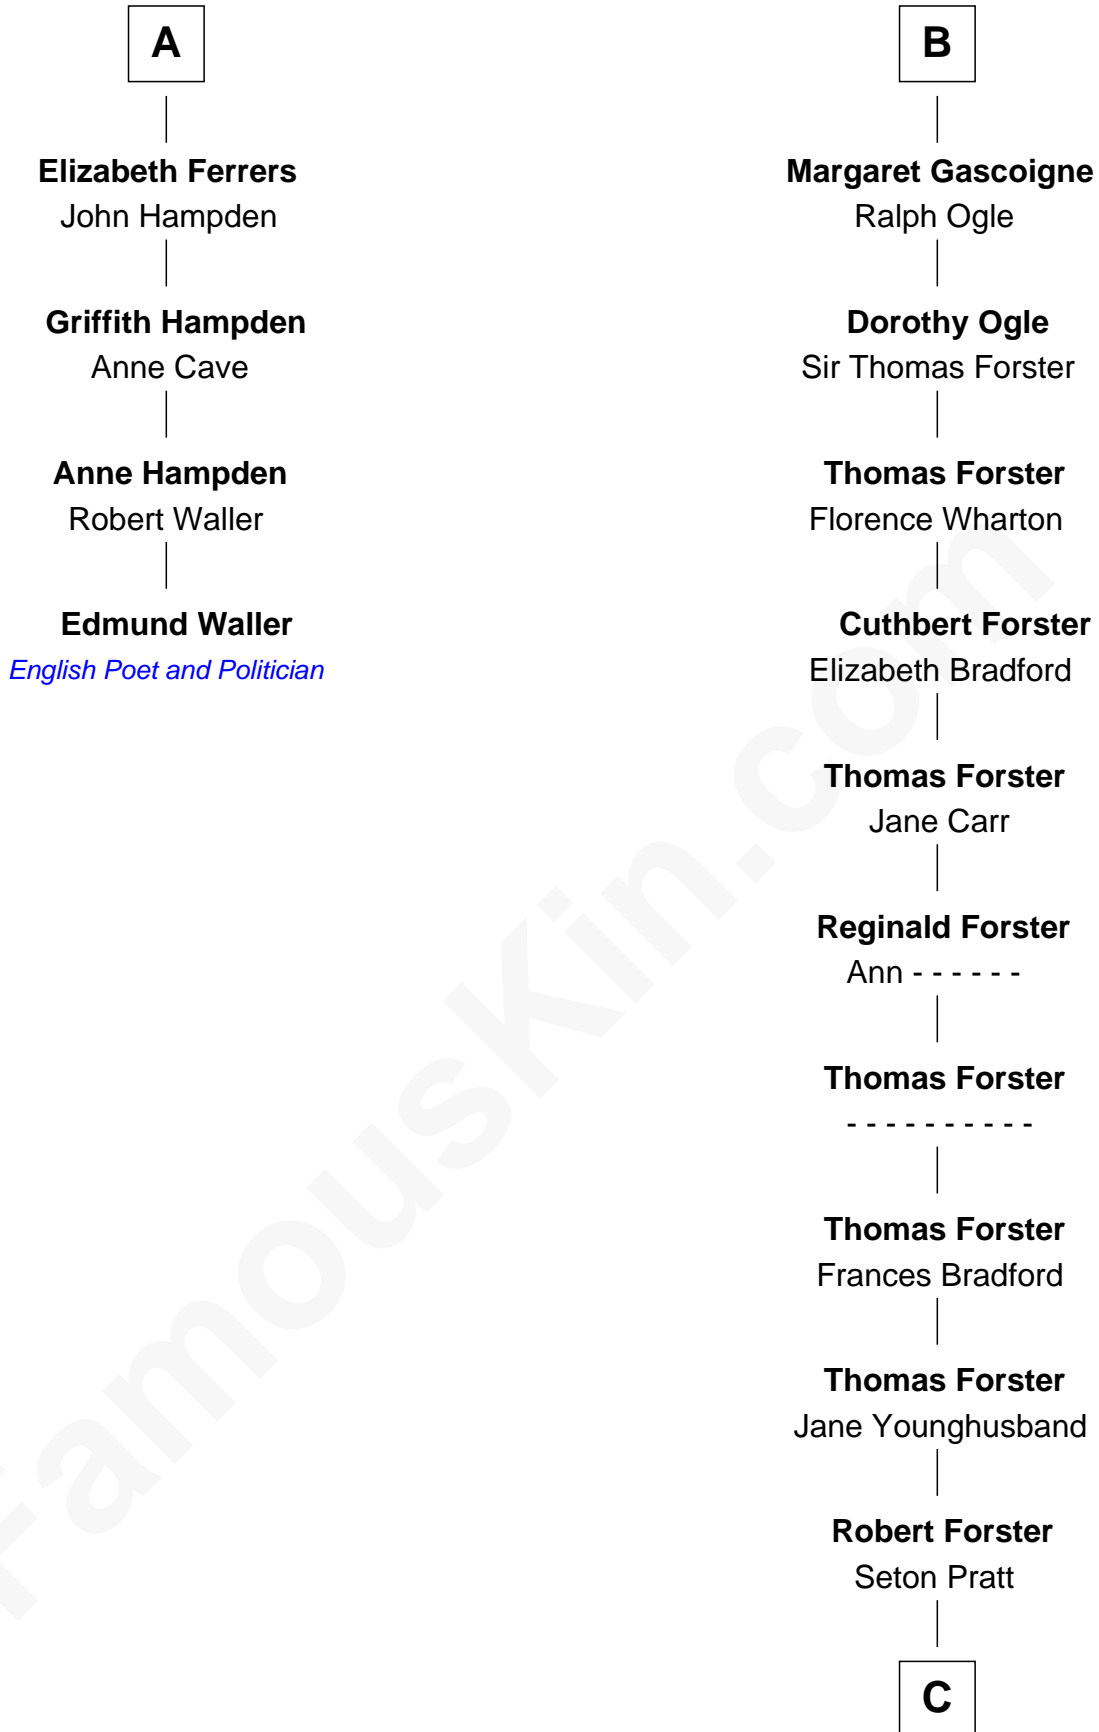 A
Elizabeth Ferrers
John Hampden
Griffith Hampden
Anne Cave
Anne Hampden
Robert Waller
Edmund Waller
English Poet and Politician
B
Margaret Gascoigne
Ralph Ogle
Dorothy Ogle
Sir Thomas Forster
Thomas Forster
Florence Wharton
Cuthbert Forster
Elizabeth Bradford
Thomas Forster
Jane Carr
Reginald Forster
Ann - - - - - -
Thomas Forster
- - - - - - - - - -
Thomas Forster
Frances Bradford
Thomas Forster
Jane Younghusband
Robert Forster
Seton Pratt
C
FamousKin.com